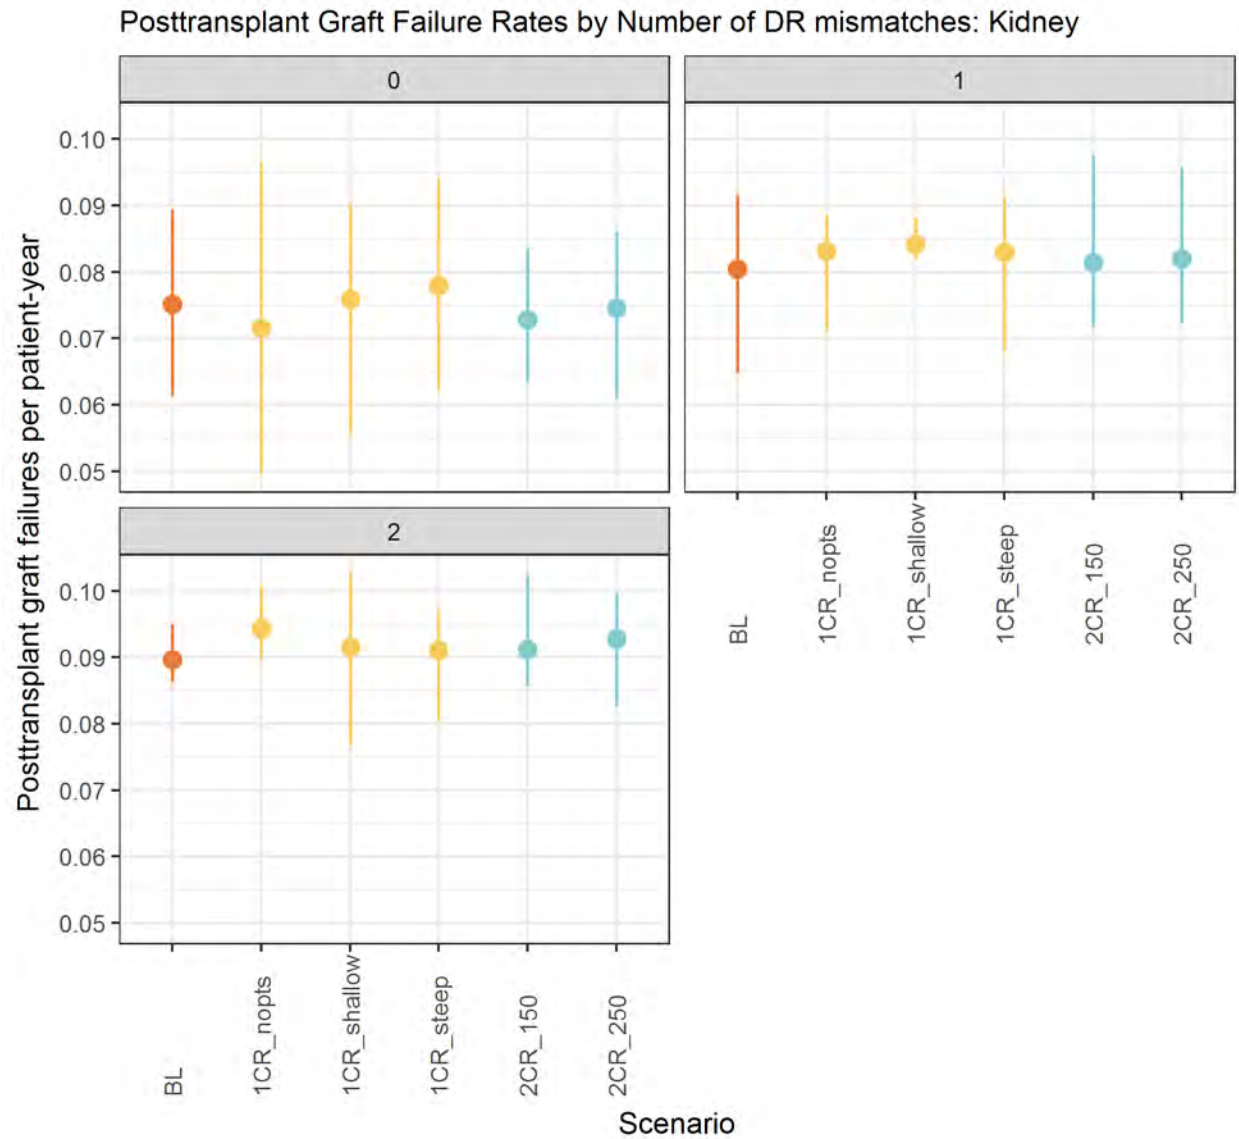 Posttransplant Graft Failure Rates by Number of DR mismatches: Kidney
0
1
0.10
0.09
0.08
0.07
0.06
0.05
BL
1CR_nopts
1CR_shallow
1CR_steep
2CR_150
2CR_250
2
0.10
0.09
0.08
0.07
0.06
0.05
BL
1CR_nopts
1CR_shallow
1CR_steep
2CR_150
2CR_250
Posttransplant graft failures per patient-year
Scenario